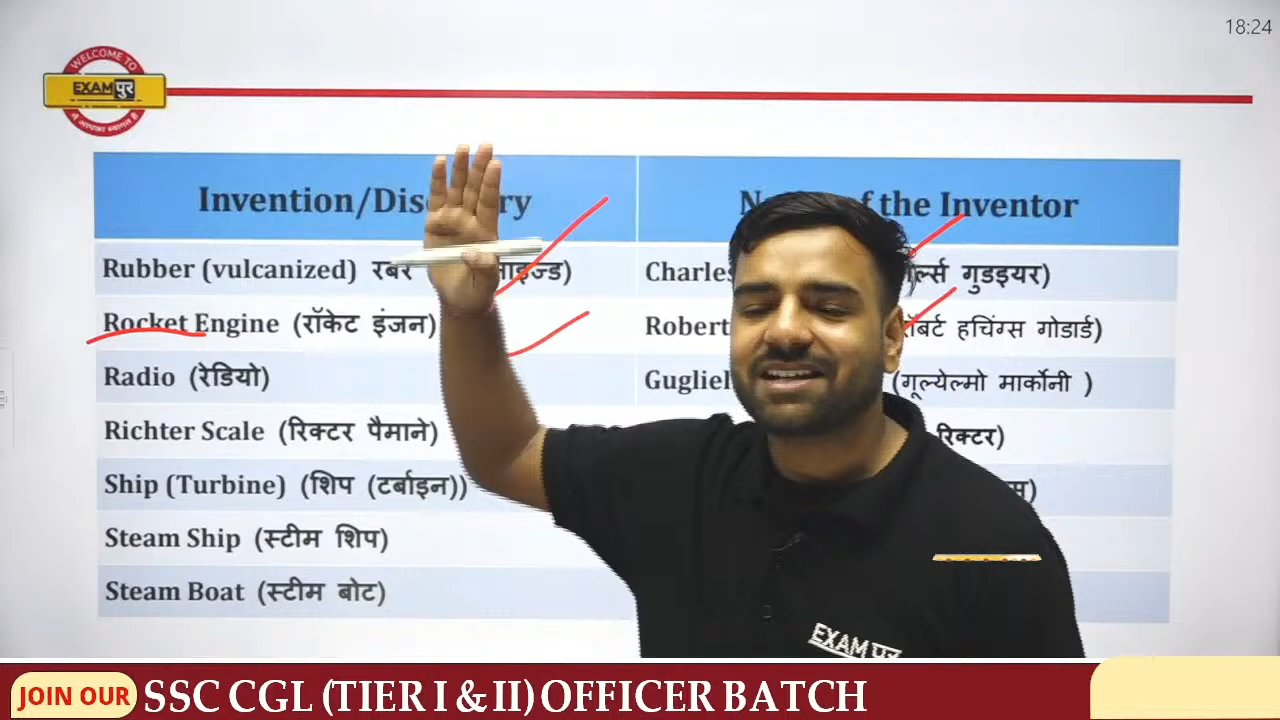 18:24
WELCOME TO
EXAMपुर
में आपका स्वागत है
Invention/Dis ry
f the Inventor
Rubber (vulcanized) रबर
Charles
गुडइयर)
Rocket Engine (रॉकेट इंजन)
Robert
हचिंग्स गोडार्ड)
Radio (रेडियो)
Gugliel
(गूल्येल्मो मार्कोनी )
Richter Scale (रिक्टर पैमाने)
रिक्टर)
Ship (Turbine) (शिप (टर्बाइन))
Steam Ship (स्टीम शिप)
Steam Boat (स्टीम बोट)
EXAMपुर
JOIN OUR SSC CGL (TIER I & II) OFFICER BATCH